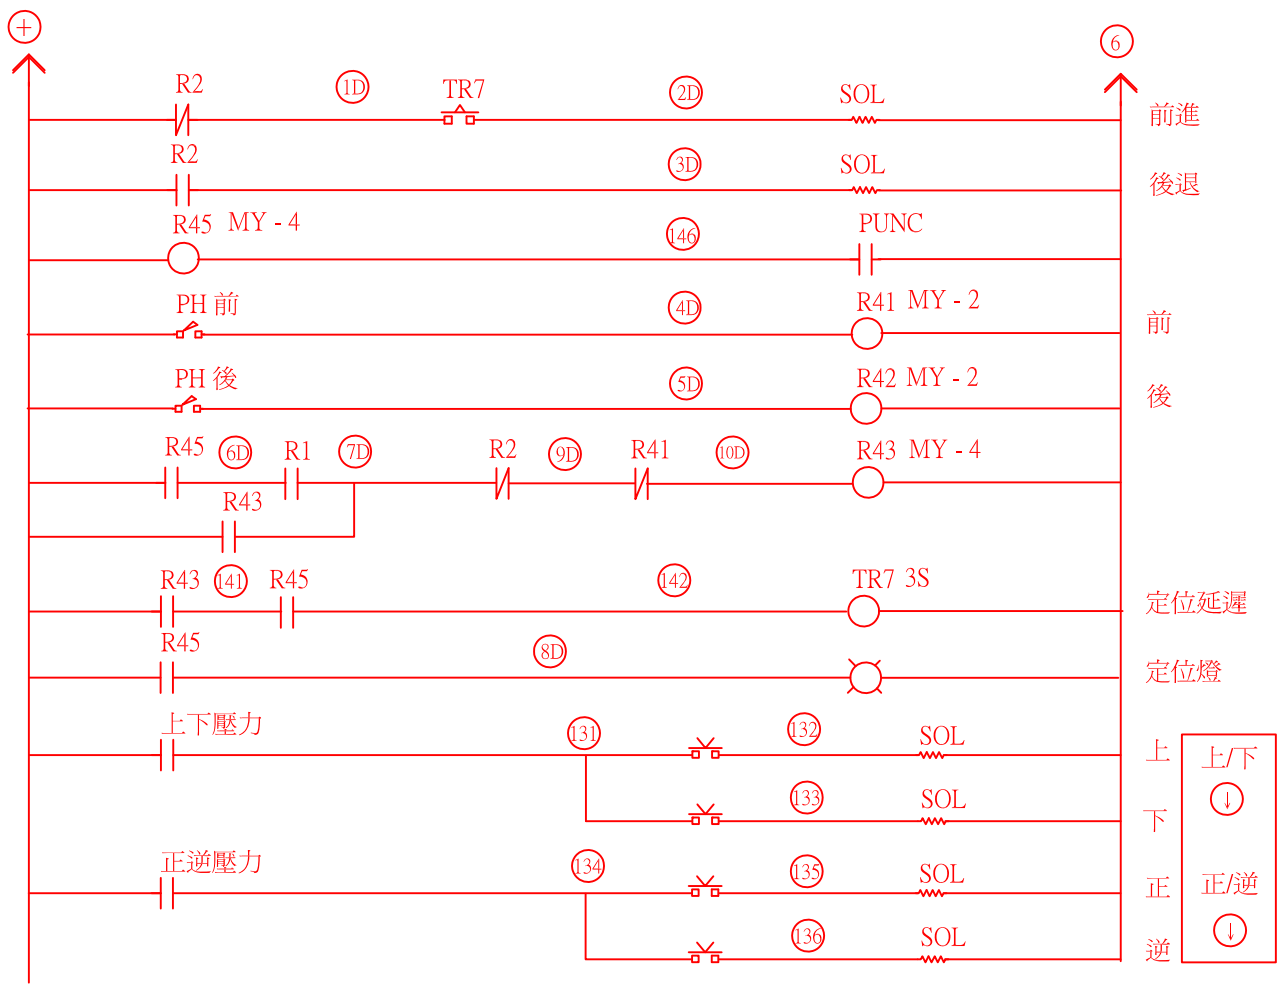 +
6
R2 1D TR7 2D SOL 前進
R2 3D SOL 後退
R45 MY - 4 146 PUNC
PH 前 4D R41 MY - 2 前
PH 後 5D R42 MY - 2 後
R45 6D R1 7D R2 9D R41 10D R43 MY - 4
R43
R43 141 R45 142 TR7 3S 定位延遲
R45 8D 定位燈
上下壓力 131 132 SOL 上
133 SOL 下
正逆壓力 134 135 SOL 正
136 SOL 逆
上/下
↓
正/逆
↓